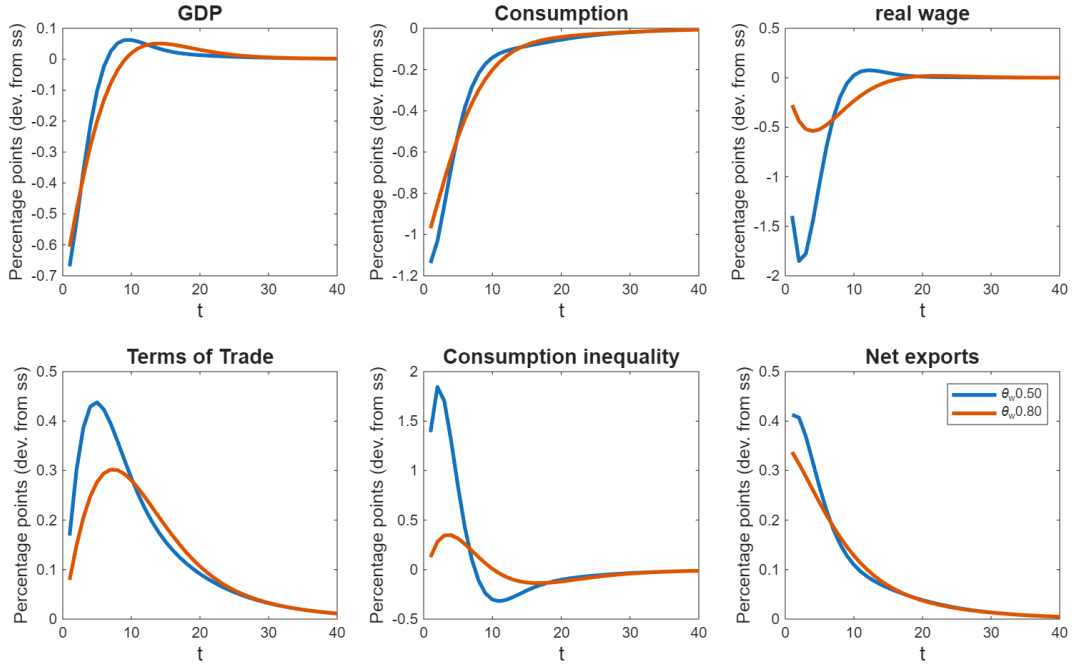 GDP
Percentage points (dev. from ss)
0.1
0
-0.1
-0.2
-0.3
-0.4
-0.5
-0.6
-0.7
0 10 20 30 40
t
Consumption
Percentage points (dev. from ss)
0
-0.2
-0.4
-0.6
-0.8
-1
-1.2
0 10 20 30 40
t
real wage
Percentage points (dev. from ss)
0.5
0
-0.5
-1
-1.5
-2
0 10 20 30 40
t
Terms of Trade
Percentage points (dev. from ss)
0.5
0.4
0.3
0.2
0.1
0
0 10 20 30 40
t
Consumption inequality
Percentage points (dev. from ss)
2
1.5
1
0.5
0
-0.5
0 10 20 30 40
t
Net exports
Percentage points (dev. from ss)
0.5
0.4
0.3
0.2
0.1
0
0 10 20 30 40
t
θw0.50
θw0.80